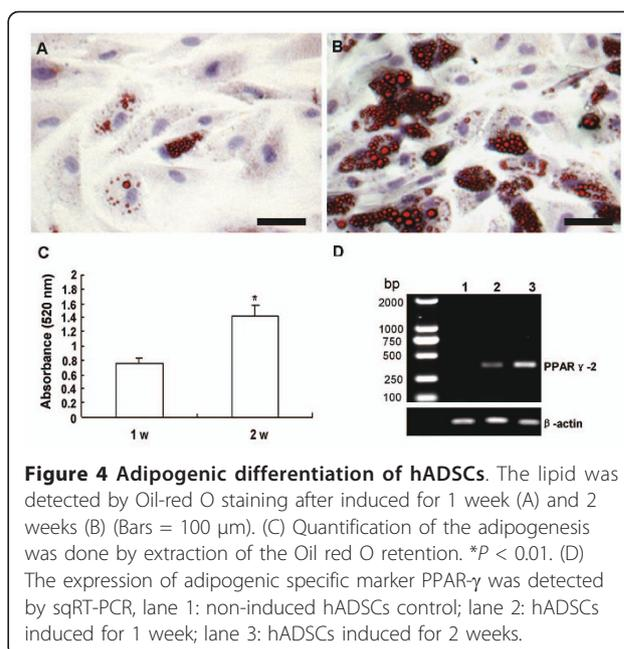 A
B
C
D
Absorbance (520 nm)
2
1.8
1.6
1.4
1.2
1
0.8
0.6
0.4
0.2
0
*
1 w
2 w
bp
1
2
3
2000
1000
750
500
250
100
PPAR γ-2
β-actin
Figure 4 Adipogenic differentiation of hADSCs. The lipid was
detected by Oil-red O staining after induced for 1 week (A) and 2
weeks (B) (Bars = 100 μm). (C) Quantification of the adipogenesis
was done by extraction of the Oil red O retention. *P < 0.01. (D)
The expression of adipogenic specific marker PPAR-γ was detected
by sqRT-PCR, lane 1: non-induced hADSCs control; lane 2: hADSCs
induced for 1 week; lane 3: hADSCs induced for 2 weeks.